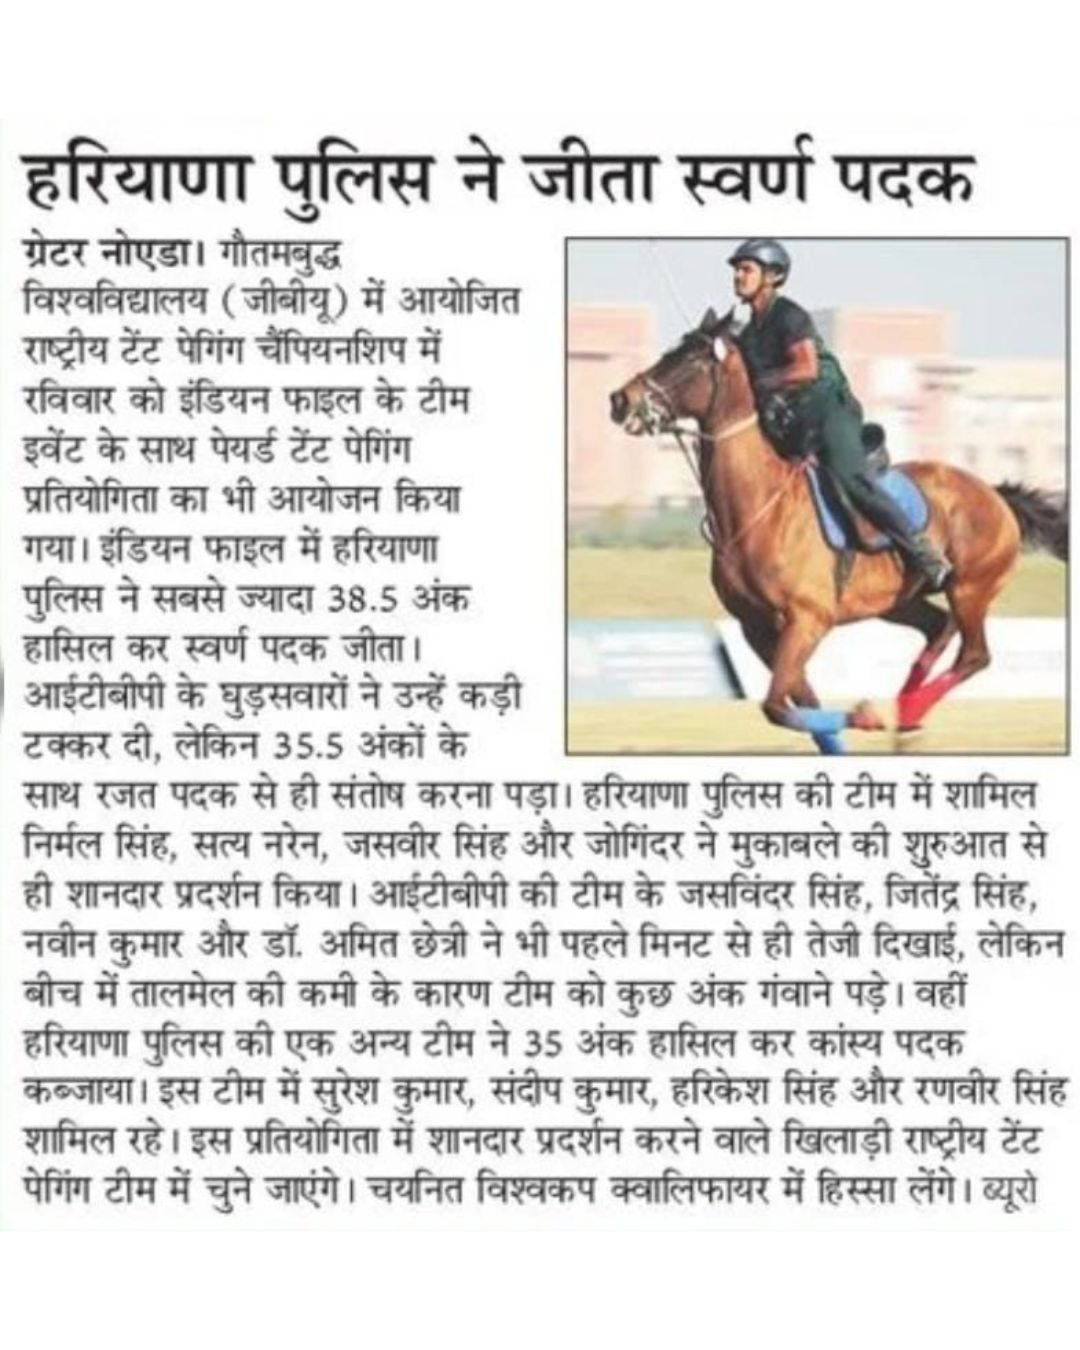 हरियाणा पुलिस ने जीता स्वर्ण पदक
ग्रेटर नोएडा। गौतमबुद्ध
विश्वविद्यालय (जीबीयू) में आयोजित
राष्ट्रीय टेंट पेगिंग चैंपियनशिप में
रविवार को इंडियन फाइल के टीम
इवेंट के साथ पेयर्ड टेंट पेगिंग
प्रतियोगिता का भी आयोजन किया
गया। इंडियन फाइल में हरियाणा
पुलिस ने सबसे ज्यादा 38.5 अंक
हासिल कर स्वर्ण पदक जीता।
आईटीबीपी के घुड़सवारों ने उन्हें कड़ी
टक्कर दी, लेकिन 35.5 अंकों के
साथ रजत पदक से ही संतोष करना पड़ा। हरियाणा पुलिस की टीम में शामिल
निर्मल सिंह, सत्य नरेन, जसवीर सिंह और जोगिंदर ने मुकाबले की शुरुआत से
ही शानदार प्रदर्शन किया। आईटीबीपी की टीम के जसविंदर सिंह, जितेंद्र सिंह,
नवीन कुमार और डॉ. अमित छेत्री ने भी पहले मिनट से ही तेजी दिखाई, लेकिन
बीच में तालमेल की कमी के कारण टीम को कुछ अंक गंवाने पड़े। वहीं
हरियाणा पुलिस की एक अन्य टीम ने 35 अंक हासिल कर कांस्य पदक
कब्जाया। इस टीम में सुरेश कुमार, संदीप कुमार, हरिकेश सिंह और रणवीर सिंह
शामिल रहे। इस प्रतियोगिता में शानदार प्रदर्शन करने वाले खिलाड़ी राष्ट्रीय टेंट
पेगिंग टीम में चुने जाएंगे। चयनित विश्वकप क्वालिफायर में हिस्सा लेंगे। ब्यूरो